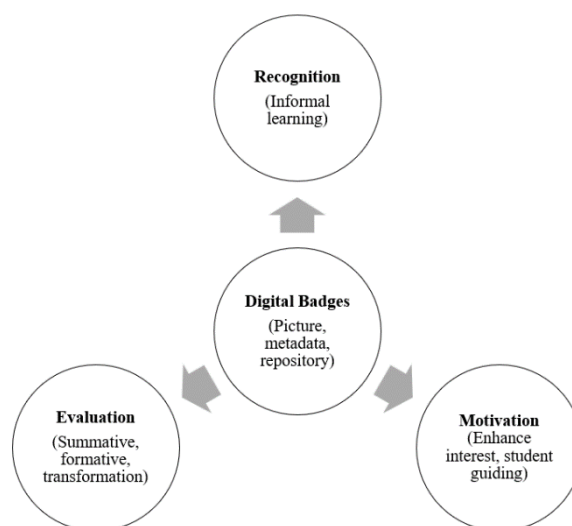 Recognition
(Informal
learning)
Digital Badges
(Picture,
metadata,
repository)
Evaluation
(Summative,
formative,
transformation)
Motivation
(Enhance
interest, student
guiding)